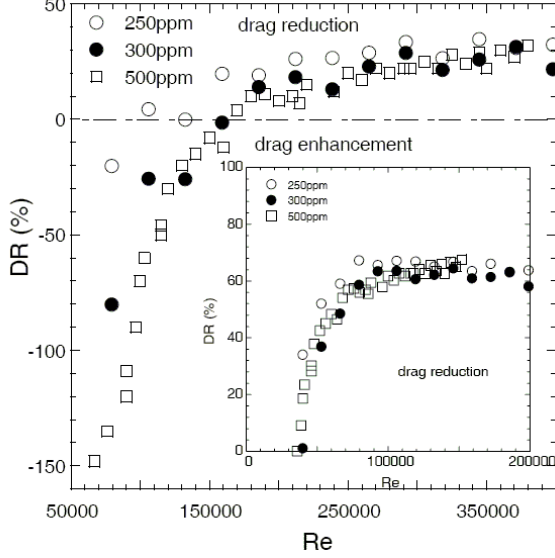 50
250ppm
drag reduction
300ppm
500ppm
0
drag enhancement
-50
-100
-150
DR (%)
50000
150000
250000
350000
Re
100
250ppm
300ppm
500ppm
80
60
40
20
0
DR (%)
drag reduction
0
100000
200000
Re